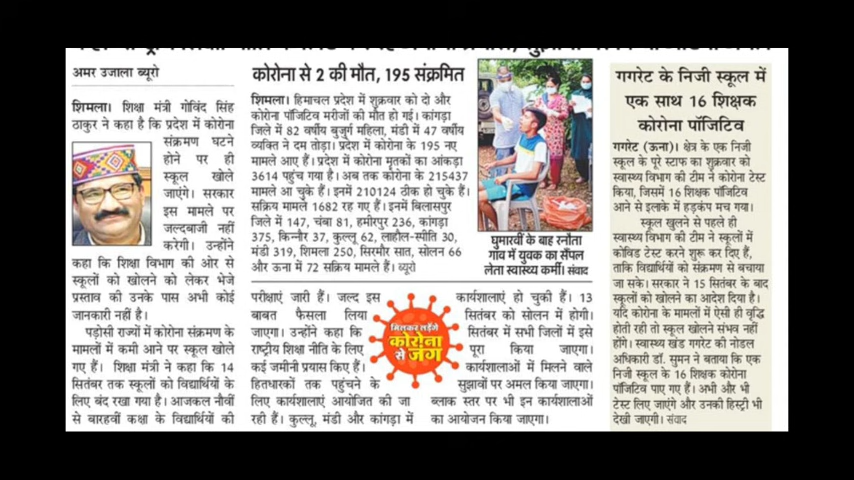 अमर उजाला ब्यूरो
शिमला। शिक्षा मंत्री गोविंद सिंह
ठाकुर ने कहा है कि प्रदेश में कोरोना
संक्रमण घटने
होने पर ही
स्कूल खोले
जाएंगे। सरकार
इस मामले पर
जल्दबाजी नहीं
करेगी। उन्होंने
कहा कि शिक्षा विभाग की ओर से
स्कूलों को खोलने को लेकर भेजे
प्रस्ताव की उनके पास अभी कोई
जानकारी नहीं है।
पड़ोसी राज्यों में कोरोना संक्रमण के
मामलों में कमी आने पर स्कूल खोले
गए हैं। शिक्षा मंत्री ने कहा कि 14
सितंबर तक स्कूलों को विद्यार्थियों के
लिए बंद रखा गया है। आजकल नौवीं
से बारहवीं कक्षा के विद्यार्थियों की
परीक्षाएं जारी हैं। जल्द इस
बाबत फैसला लिया
जाएगा। उन्होंने कहा कि
राष्ट्रीय शिक्षा नीति के लिए
कई जमीनी प्रयास किए हैं।
हितधारकों तक पहुंचने के
लिए कार्यशालाएं आयोजित की जा
रही हैं। कुल्लू, मंडी और कांगड़ा में
कार्यशालाएं हो चुकी हैं। 13
सितंबर को सोलन में होगी।
सितंबर में सभी जिलों में इसे
पूरा किया जाएगा।
कार्यशालाओं में मिलने वाले
सुझावों पर अमल किया जाएगा।
ब्लाक स्तर पर भी इन कार्यशालाओं
का आयोजन किया जाएगा।
मिलकर लड़ेंगे
कोरोना
से जंग
कोरोना से 2 की मौत, 195 संक्रमित
शिमला। हिमाचल प्रदेश में शुक्रवार को दो और
कोरोना पॉजिटिव मरीजों की मौत हो गई। कांगड़ा
जिले में 82 वर्षीय बुजुर्ग महिला, मंडी में 47 वर्षीय
व्यक्ति ने दम तोड़ा। प्रदेश में कोरोना के 195 नए
मामले आए हैं। प्रदेश में कोरोना मृतकों का आंकड़ा
3614 पहुंच गया है। अब तक कोरोना के 215437
मामले आ चुके हैं। इनमें 210124 ठीक हो चुके हैं।
सक्रिय मामले 1682 रह गए हैं। इनमें बिलासपुर
जिले में 147, चंबा 81, हमीरपुर 236, कांगड़ा
375, किन्नौर 37, कुल्लू 62, लाहौल-स्पीति 30,
मंडी 319, शिमला 250, सिरमौर सात, सोलन 66
और ऊना में 72 सक्रिय मामले हैं। ब्यूरो
घुमारवीं के बाह रनौता
गांव में युवक का सैंपल
लेता स्वास्थ्य कर्मी। संवाद
गगरेट के निजी स्कूल में
एक साथ 16 शिक्षक
कोरोना पॉजिटिव
गगरेट (ऊना)। क्षेत्र के एक निजी
स्कूल के पूरे स्टाफ का शुक्रवार को
स्वास्थ्य विभाग की टीम ने कोरोना टेस्ट
किया, जिसमें 16 शिक्षक पॉजिटिव
आने से इलाके में हड़कंप मच गया।
स्कूल खुलने से पहले ही
स्वास्थ्य विभाग की टीम ने स्कूलों में
कोविड टेस्ट करने शुरू कर दिए हैं,
ताकि विद्यार्थियों को संक्रमण से बचाया
जा सके। सरकार ने 15 सितंबर के बाद
स्कूलों को खोलने का आदेश दिया है।
यदि कोरोना के मामलों में ऐसी ही वृद्धि
होती रही तो स्कूल खोलने संभव नहीं
होंगे। स्वास्थ्य खंड गगरेट की नोडल
अधिकारी डॉ. सुमन ने बताया कि एक
निजी स्कूल के 16 शिक्षक कोरोना
पॉजिटिव पाए गए हैं। अभी और भी
टेस्ट लिए जाएंगे और उनकी हिस्ट्री भी
देखी जाएगी। संवाद